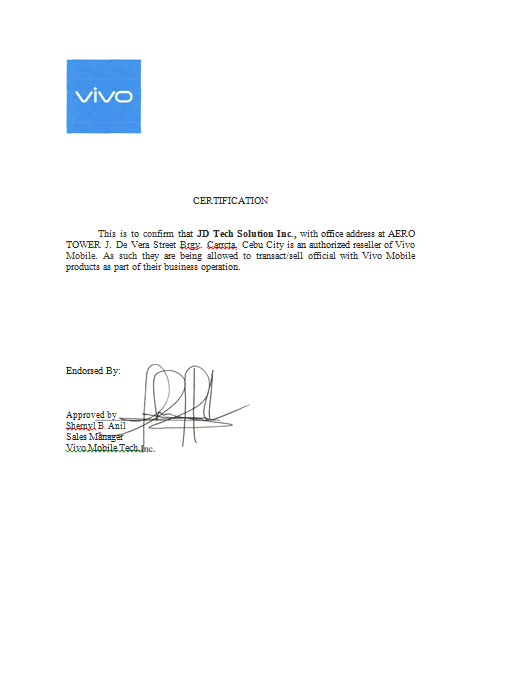 vivo
CERTIFICATION
This is to confirm that JD Tech Solution Inc., with office address at AERO
TOWER J. De Vera Street Brgy. Carreta, Cebu City is an authorized reseller of Vivo
Mobile. As such they are being allowed to transact/sell official with Vivo Mobile
products as part of their business operation.
Endorsed By:
Approved by
Shemyl B. Anil
Sales Manager
Vivo Mobile Tech Inc.